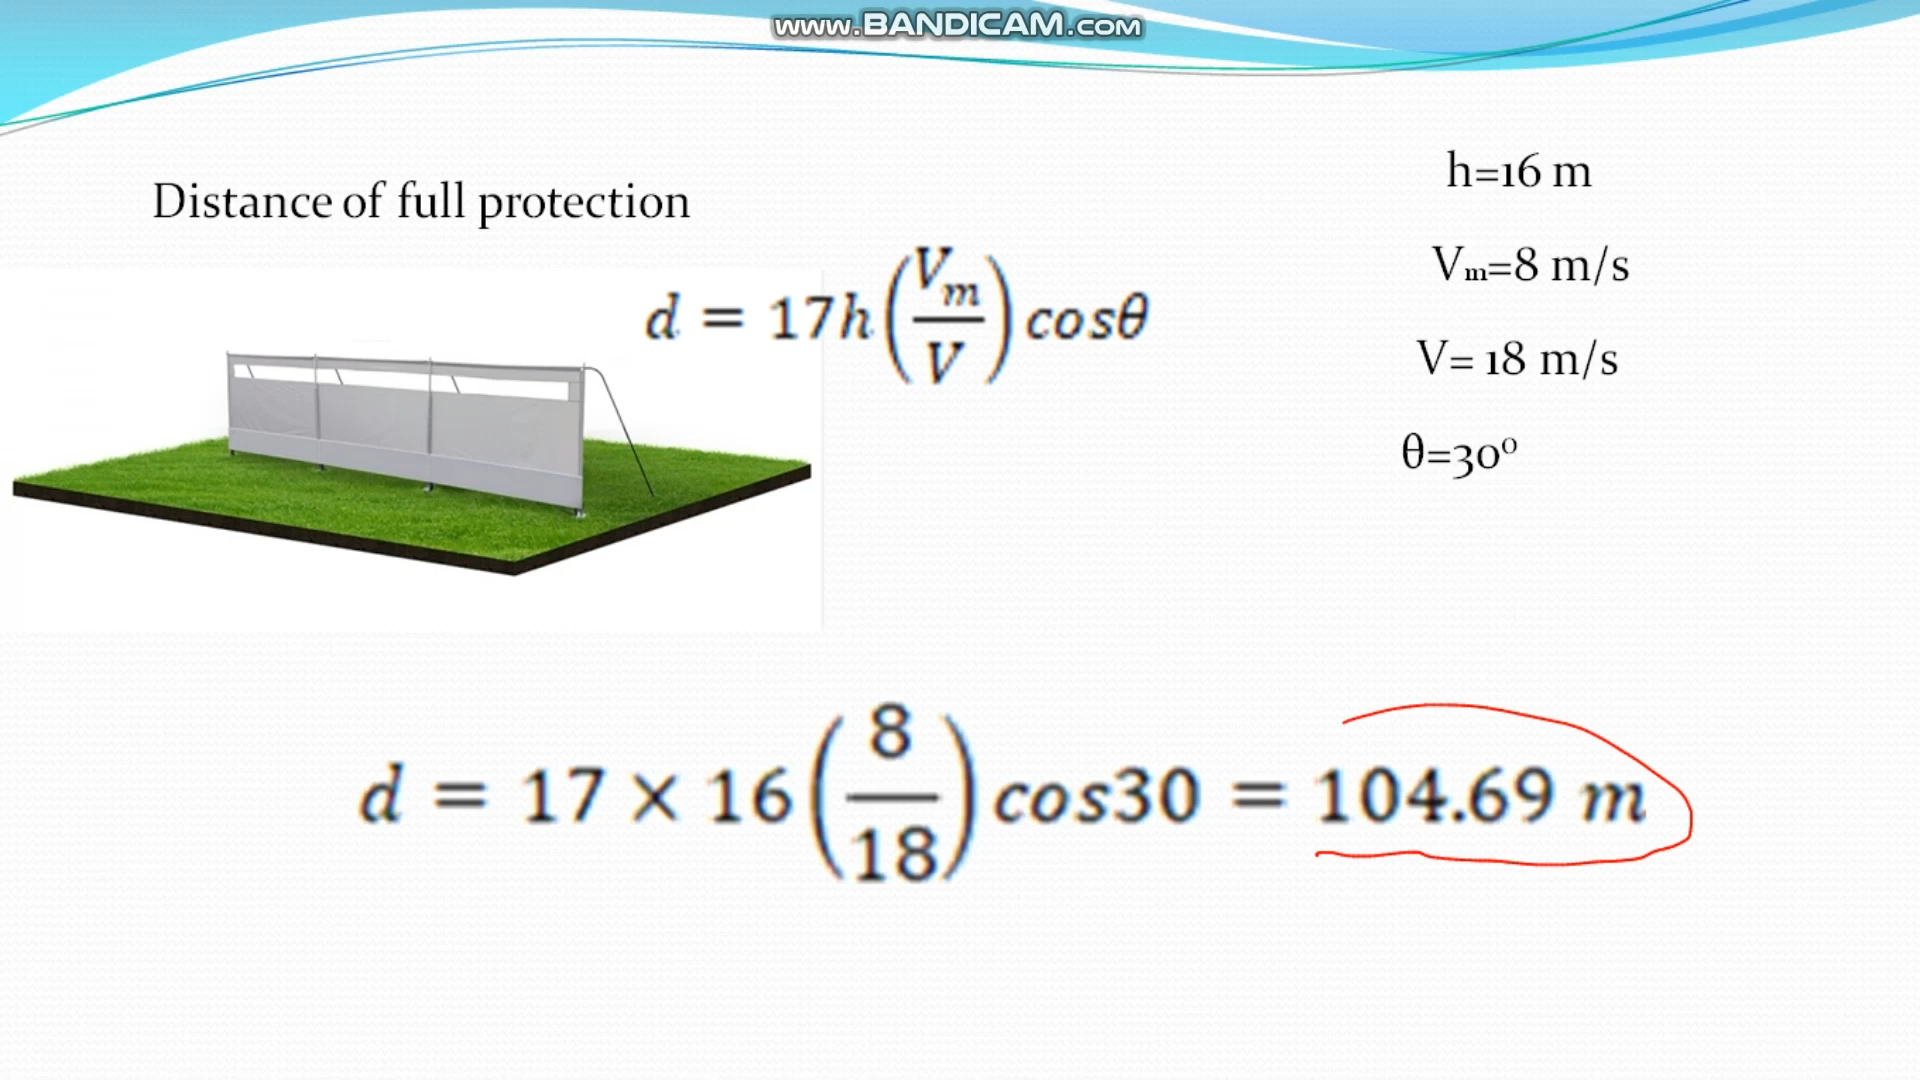 www.BANDICAM.com
Distance of full protection
d = 17h(Vₘ/V)cosθ
h=16 m
Vₘ=8 m/s
V= 18 m/s
θ=30⁰
d = 17 × 16(8/18)cos30 = 104.69 m